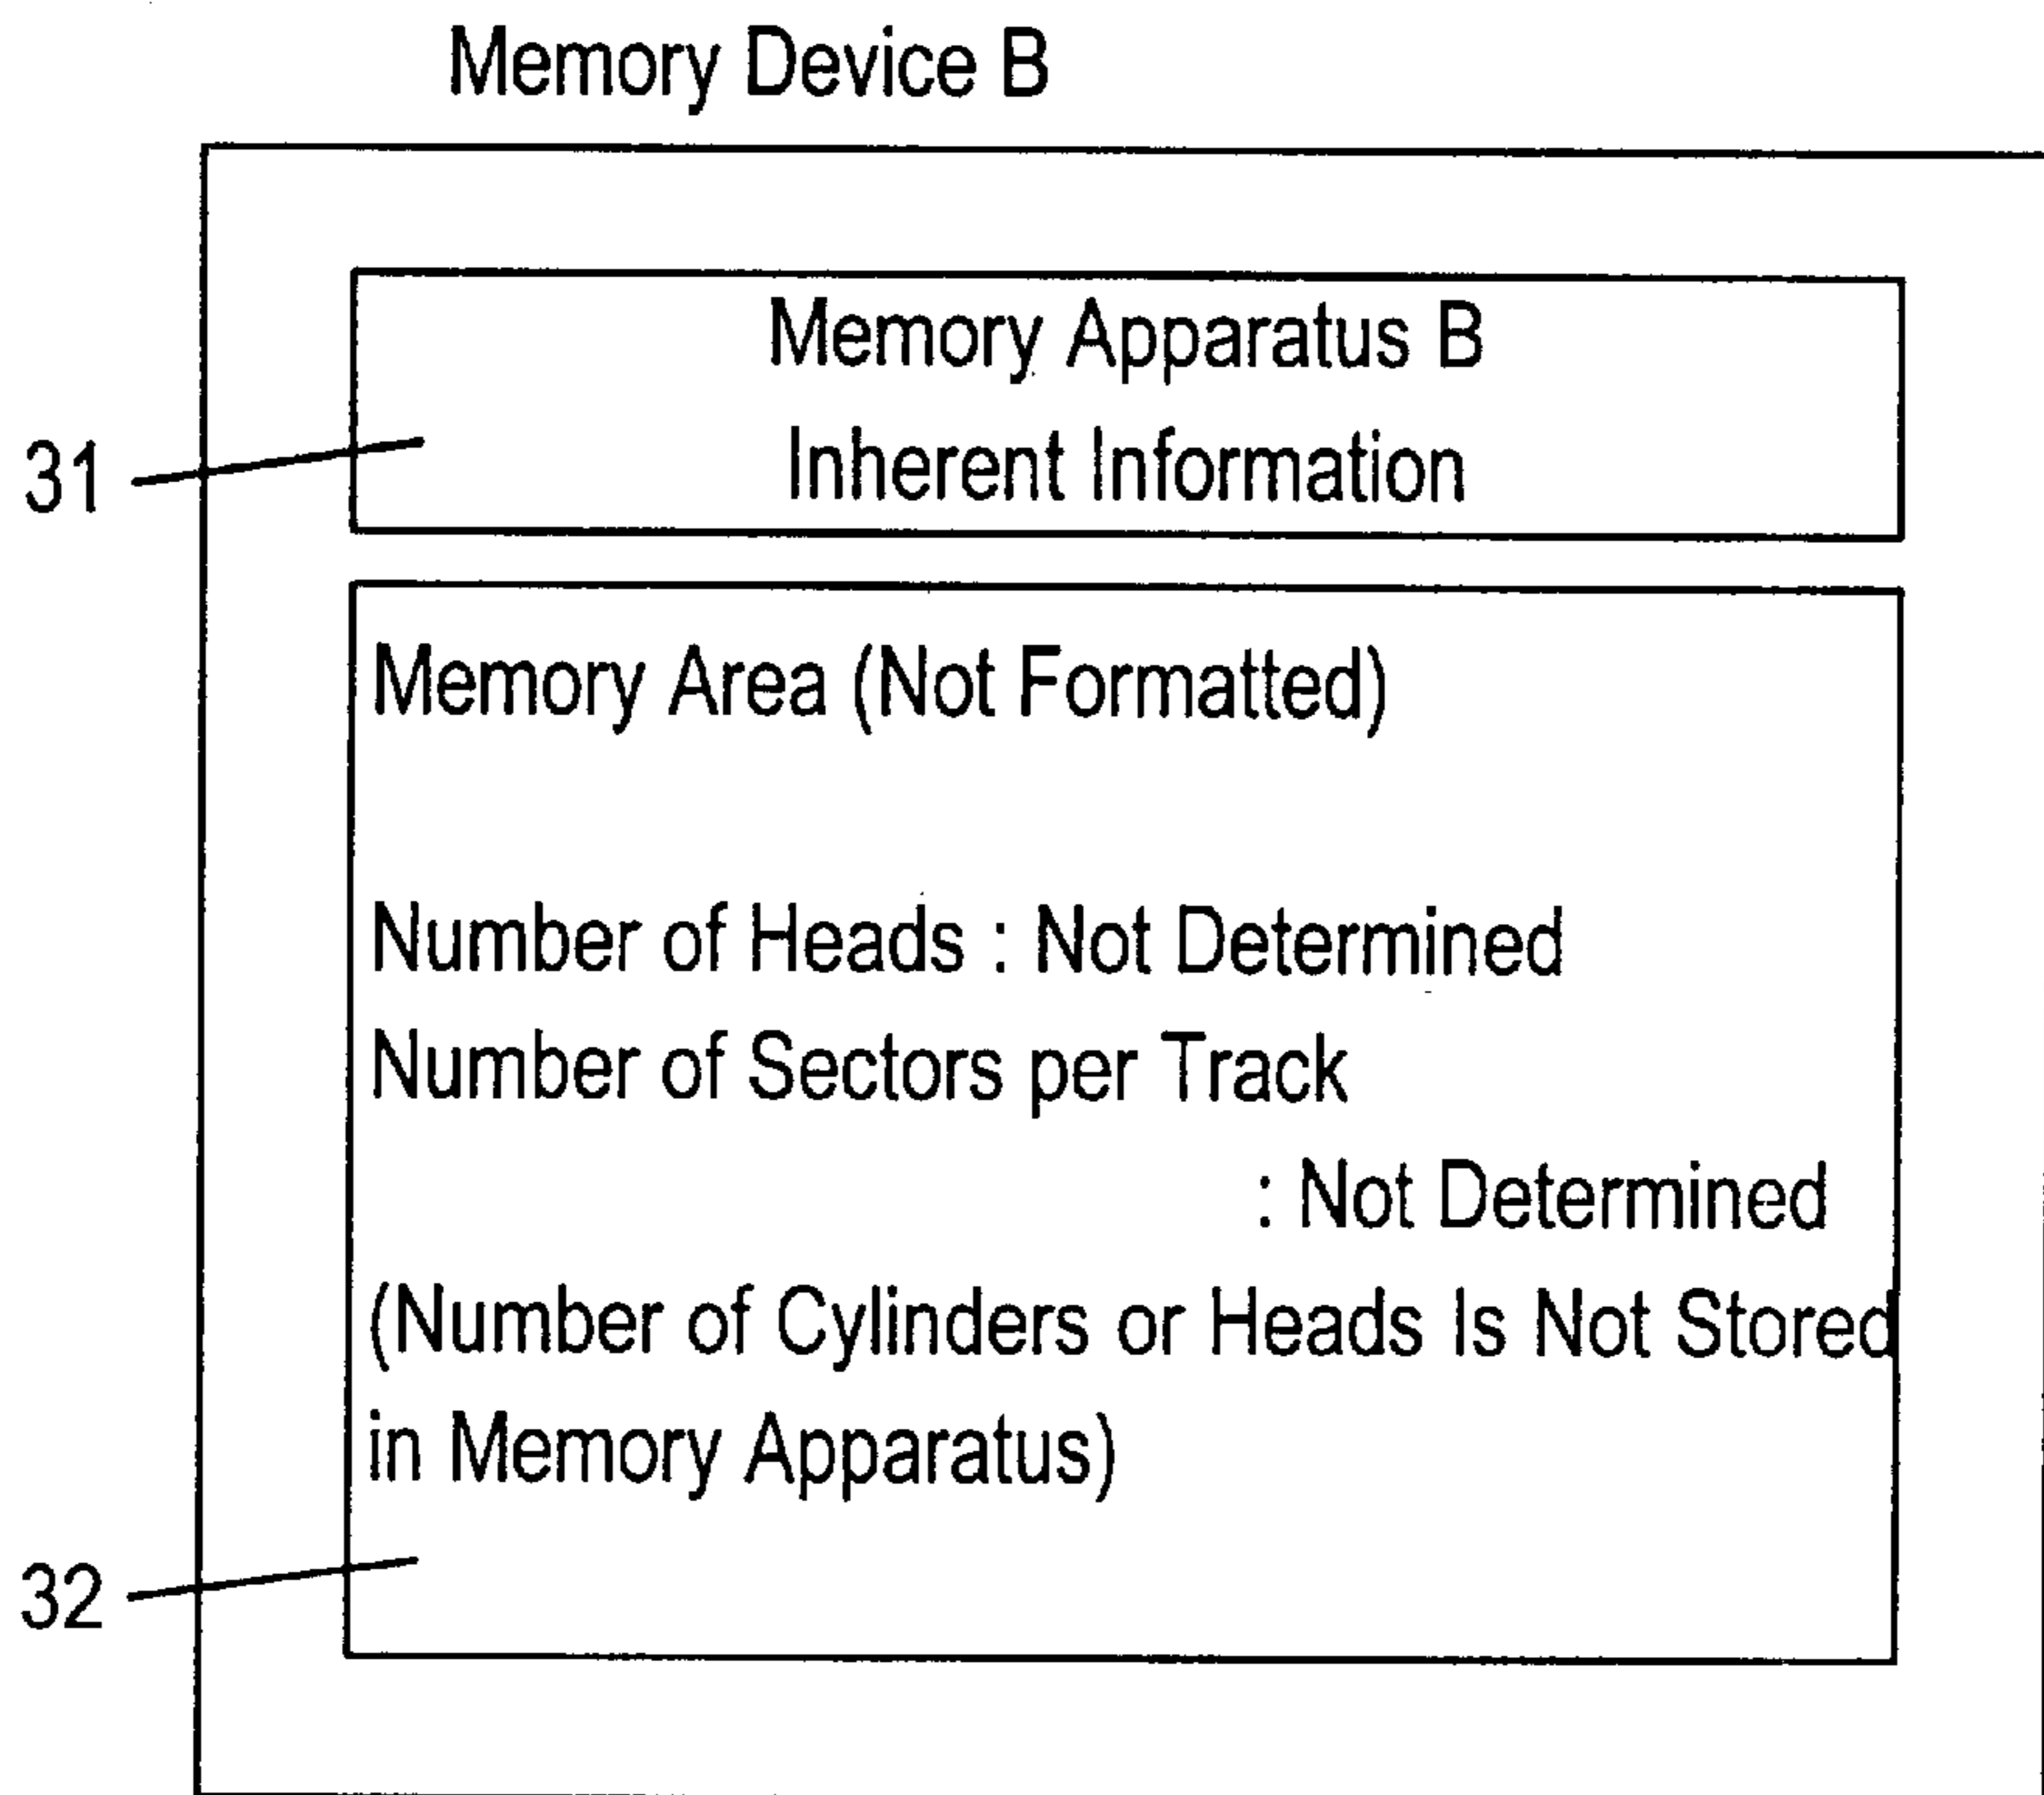 Memory Device B
Memory Apparatus B
Inherent Information
31
Memory Area (Not Formatted)
Number of Heads : Not Determined
Number of Sectors per Track
: Not Determined
(Number of Cylinders or Heads Is Not Stored
in Memory Apparatus)
32